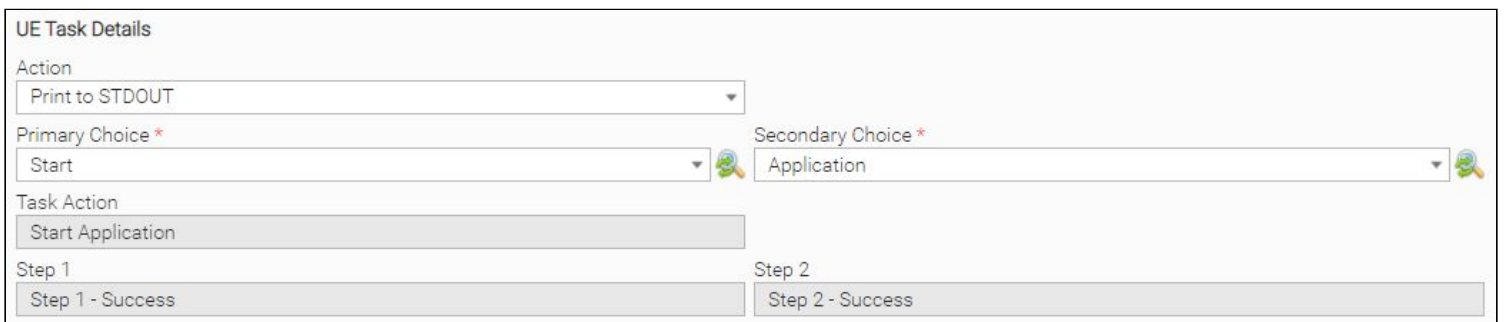 UE Task Details
Action
Print to STDOUT
Primary Choice * Secondary Choice *
Start Application
Task Action
Start Application
Step 1 Step 2
Step 1 - Success Step 2 - Success